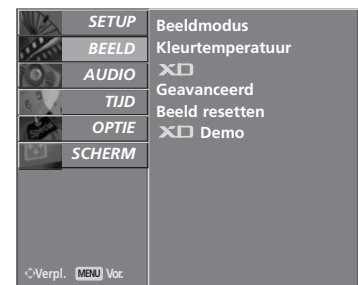 SETUP
BEELD
AUDIO
TIJD
OPTIE
SCHERM
Verpl. MENU Vor.
Beeldmodus
Kleurtemperatuur
XD
Geavanceerd
Beeld resetten
XD Demo